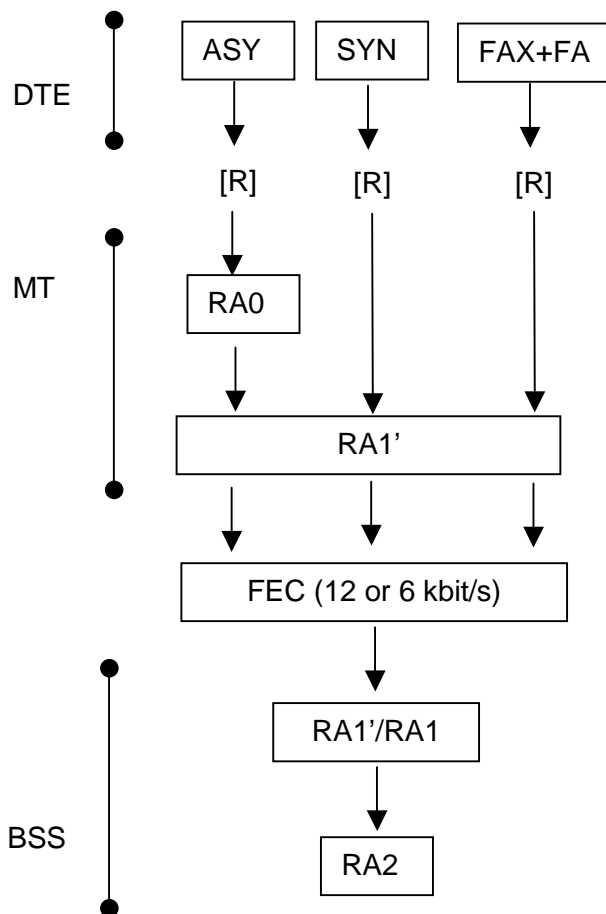 DTE
ASY SYN FAX+FA
[R] [R] [R]
MT
RA0
RA1’
FEC (12 or 6 kbit/s)
RA1’/RA1
BSS
RA2